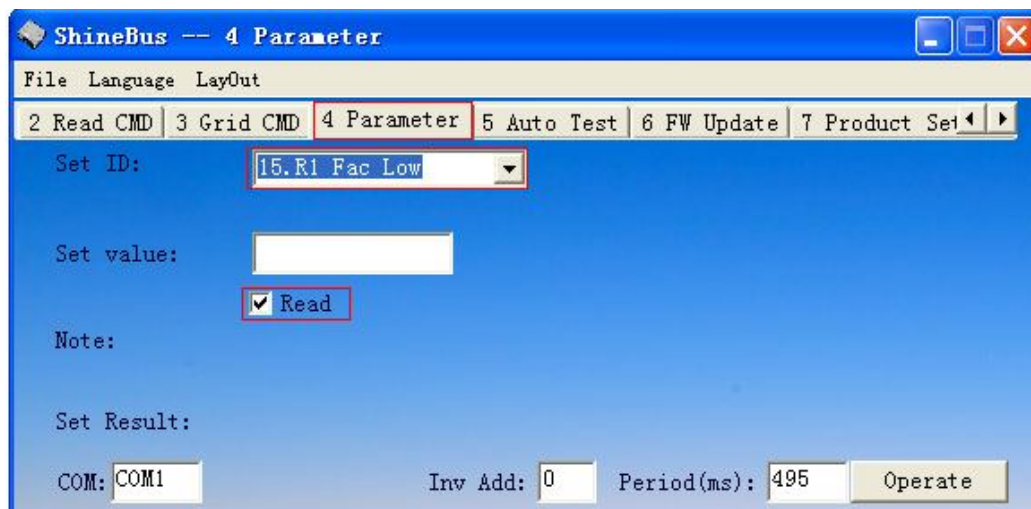 ShineBus -- 4 Parameter
File Language LayOut
2 Read CMD 3 Grid CMD 4 Parameter 5 Auto Test 6 FW Update 7 Product Set
Set ID: 15.R1 Fac Low
Set value:
Read
Note:
Set Result:
COM: COM1 Inv Add: 0 Period(ms): 495 Operate